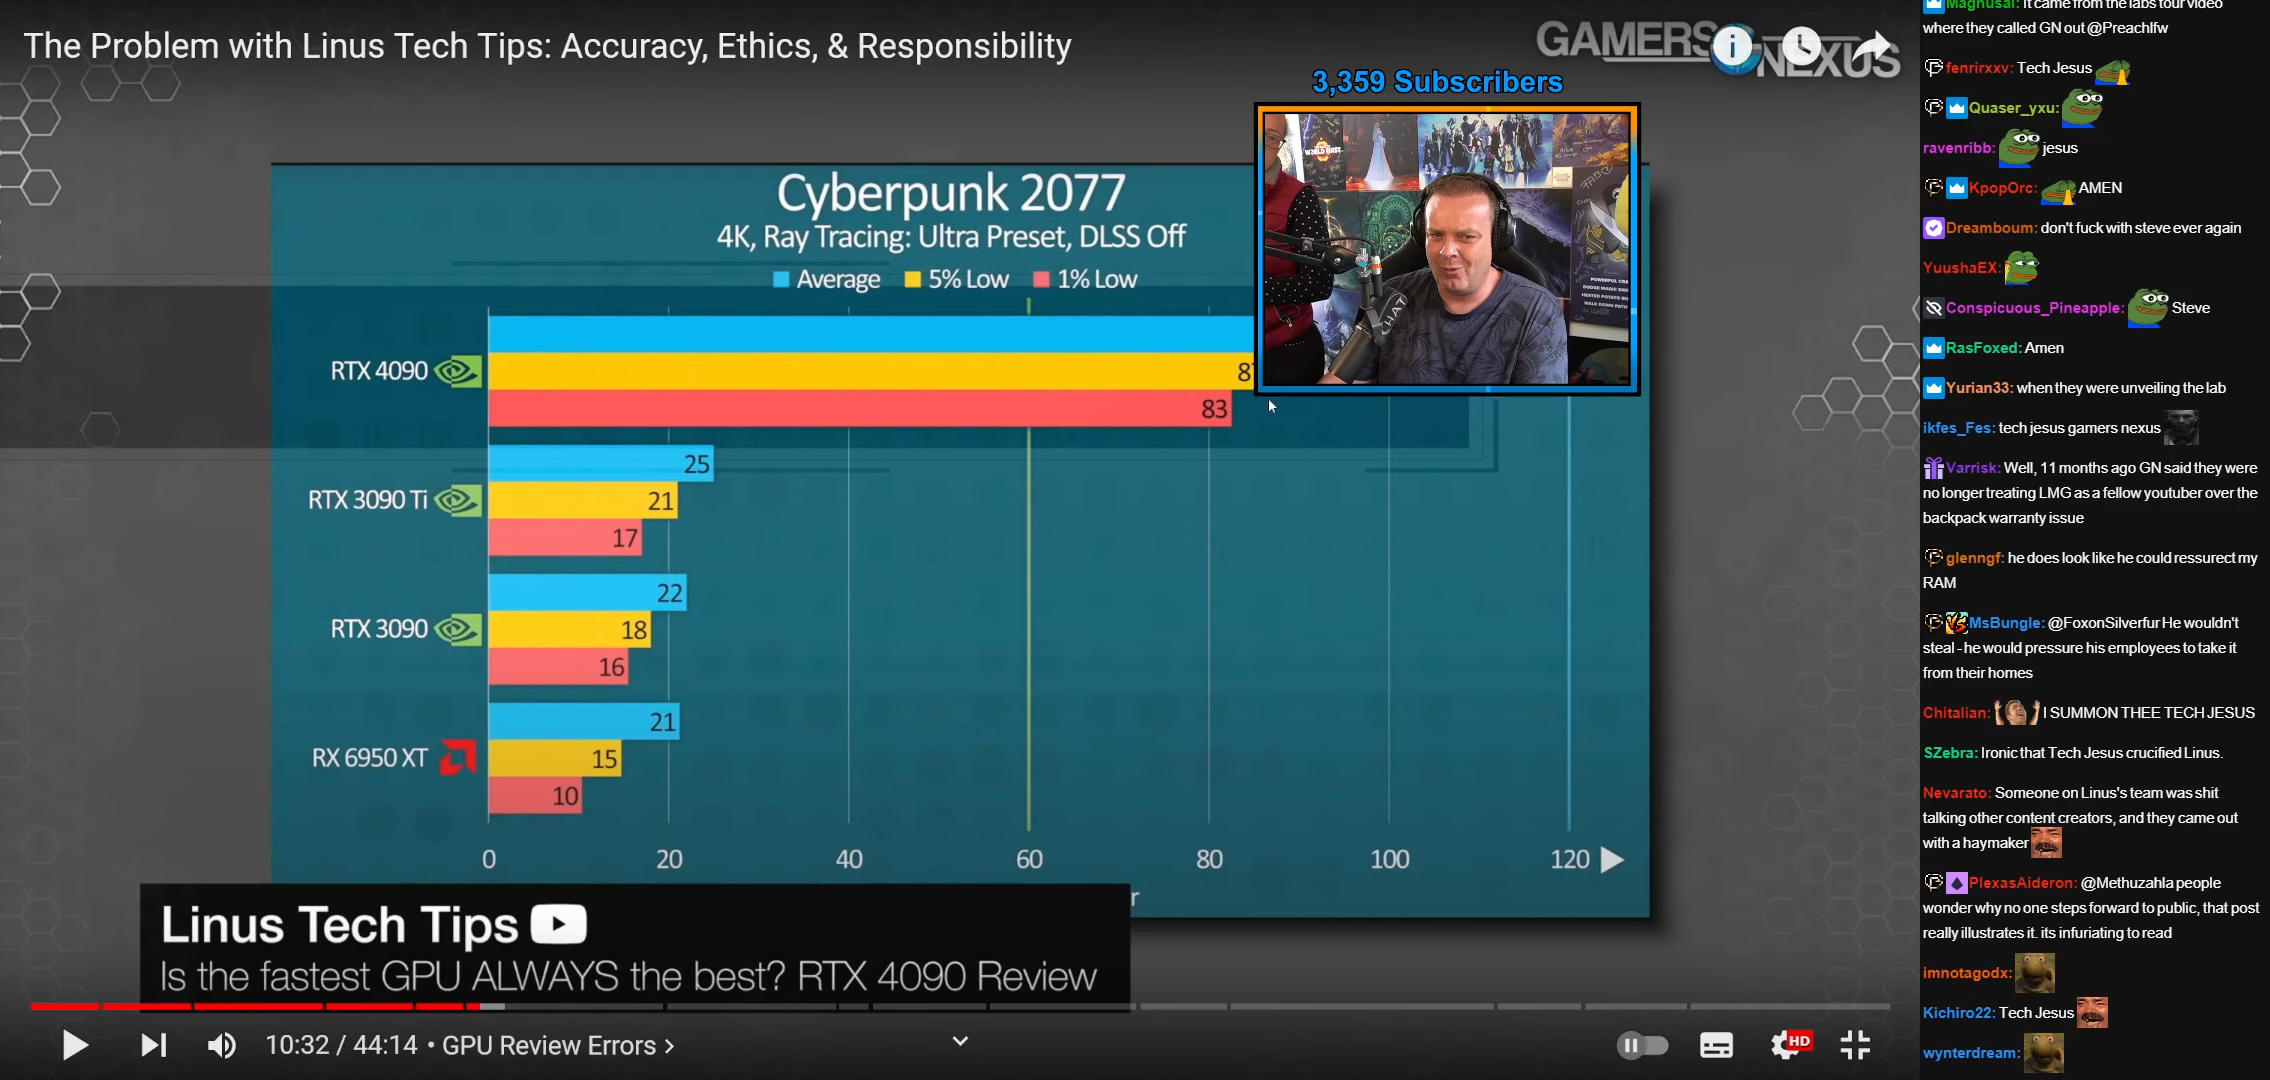 The Problem with Linus Tech Tips: Accuracy, Ethics, & Responsibility
GAMERS NEXUS
3,359 Subscribers
WORLD FIRST
CHAT
Cyberpunk 2077
4K, Ray Tracing: Ultra Preset, DLSS Off
Average 5% Low 1% Low
RTX 4090
83
RTX 3090 Ti
25
21
17
RTX 3090
22
18
16
RX 6950 XT
21
15
10
0 20 40 60 80 100 120
Linus Tech Tips
Is the fastest GPU ALWAYS the best? RTX 4090 Review
10:32 / 44:14 • GPU Review Errors >
HD
Magnusal: It came from the labs tour video
where they called GN out @Preachlfw
fenrirxxv: Tech Jesus
Quaser_yxu:
ravenribb: jesus
KpopOrc: AMEN
Dreamboum: don't fuck with steve ever again
YuushaEX:
Conspicuous_Pineapple: Steve
RasFoxed: Amen
Yurian33: when they were unveiling the lab
ikfes_Fes: tech jesus gamers nexus
Varrisk: Well, 11 months ago GN said they were
no longer treating LMG as a fellow youtuber over the
backpack warranty issue
glenngf: he does look like he could ressurect my
RAM
MsBungle: @FoxonSilverfur He wouldn't
steal - he would pressure his employees to take it
from their homes
Chitalian: I SUMMON THEE TECH JESUS
SZebra: Ironic that Tech Jesus crucified Linus.
Nevarato: Someone on Linus's team was shit
talking other content creators, and they came out
with a haymaker
PlexasAideron: @Methuzahla people
wonder why no one steps forward to public, that post
really illustrates it. its infuriating to read
imnotagodx:
Kichiro22: Tech Jesus
wynterdream: